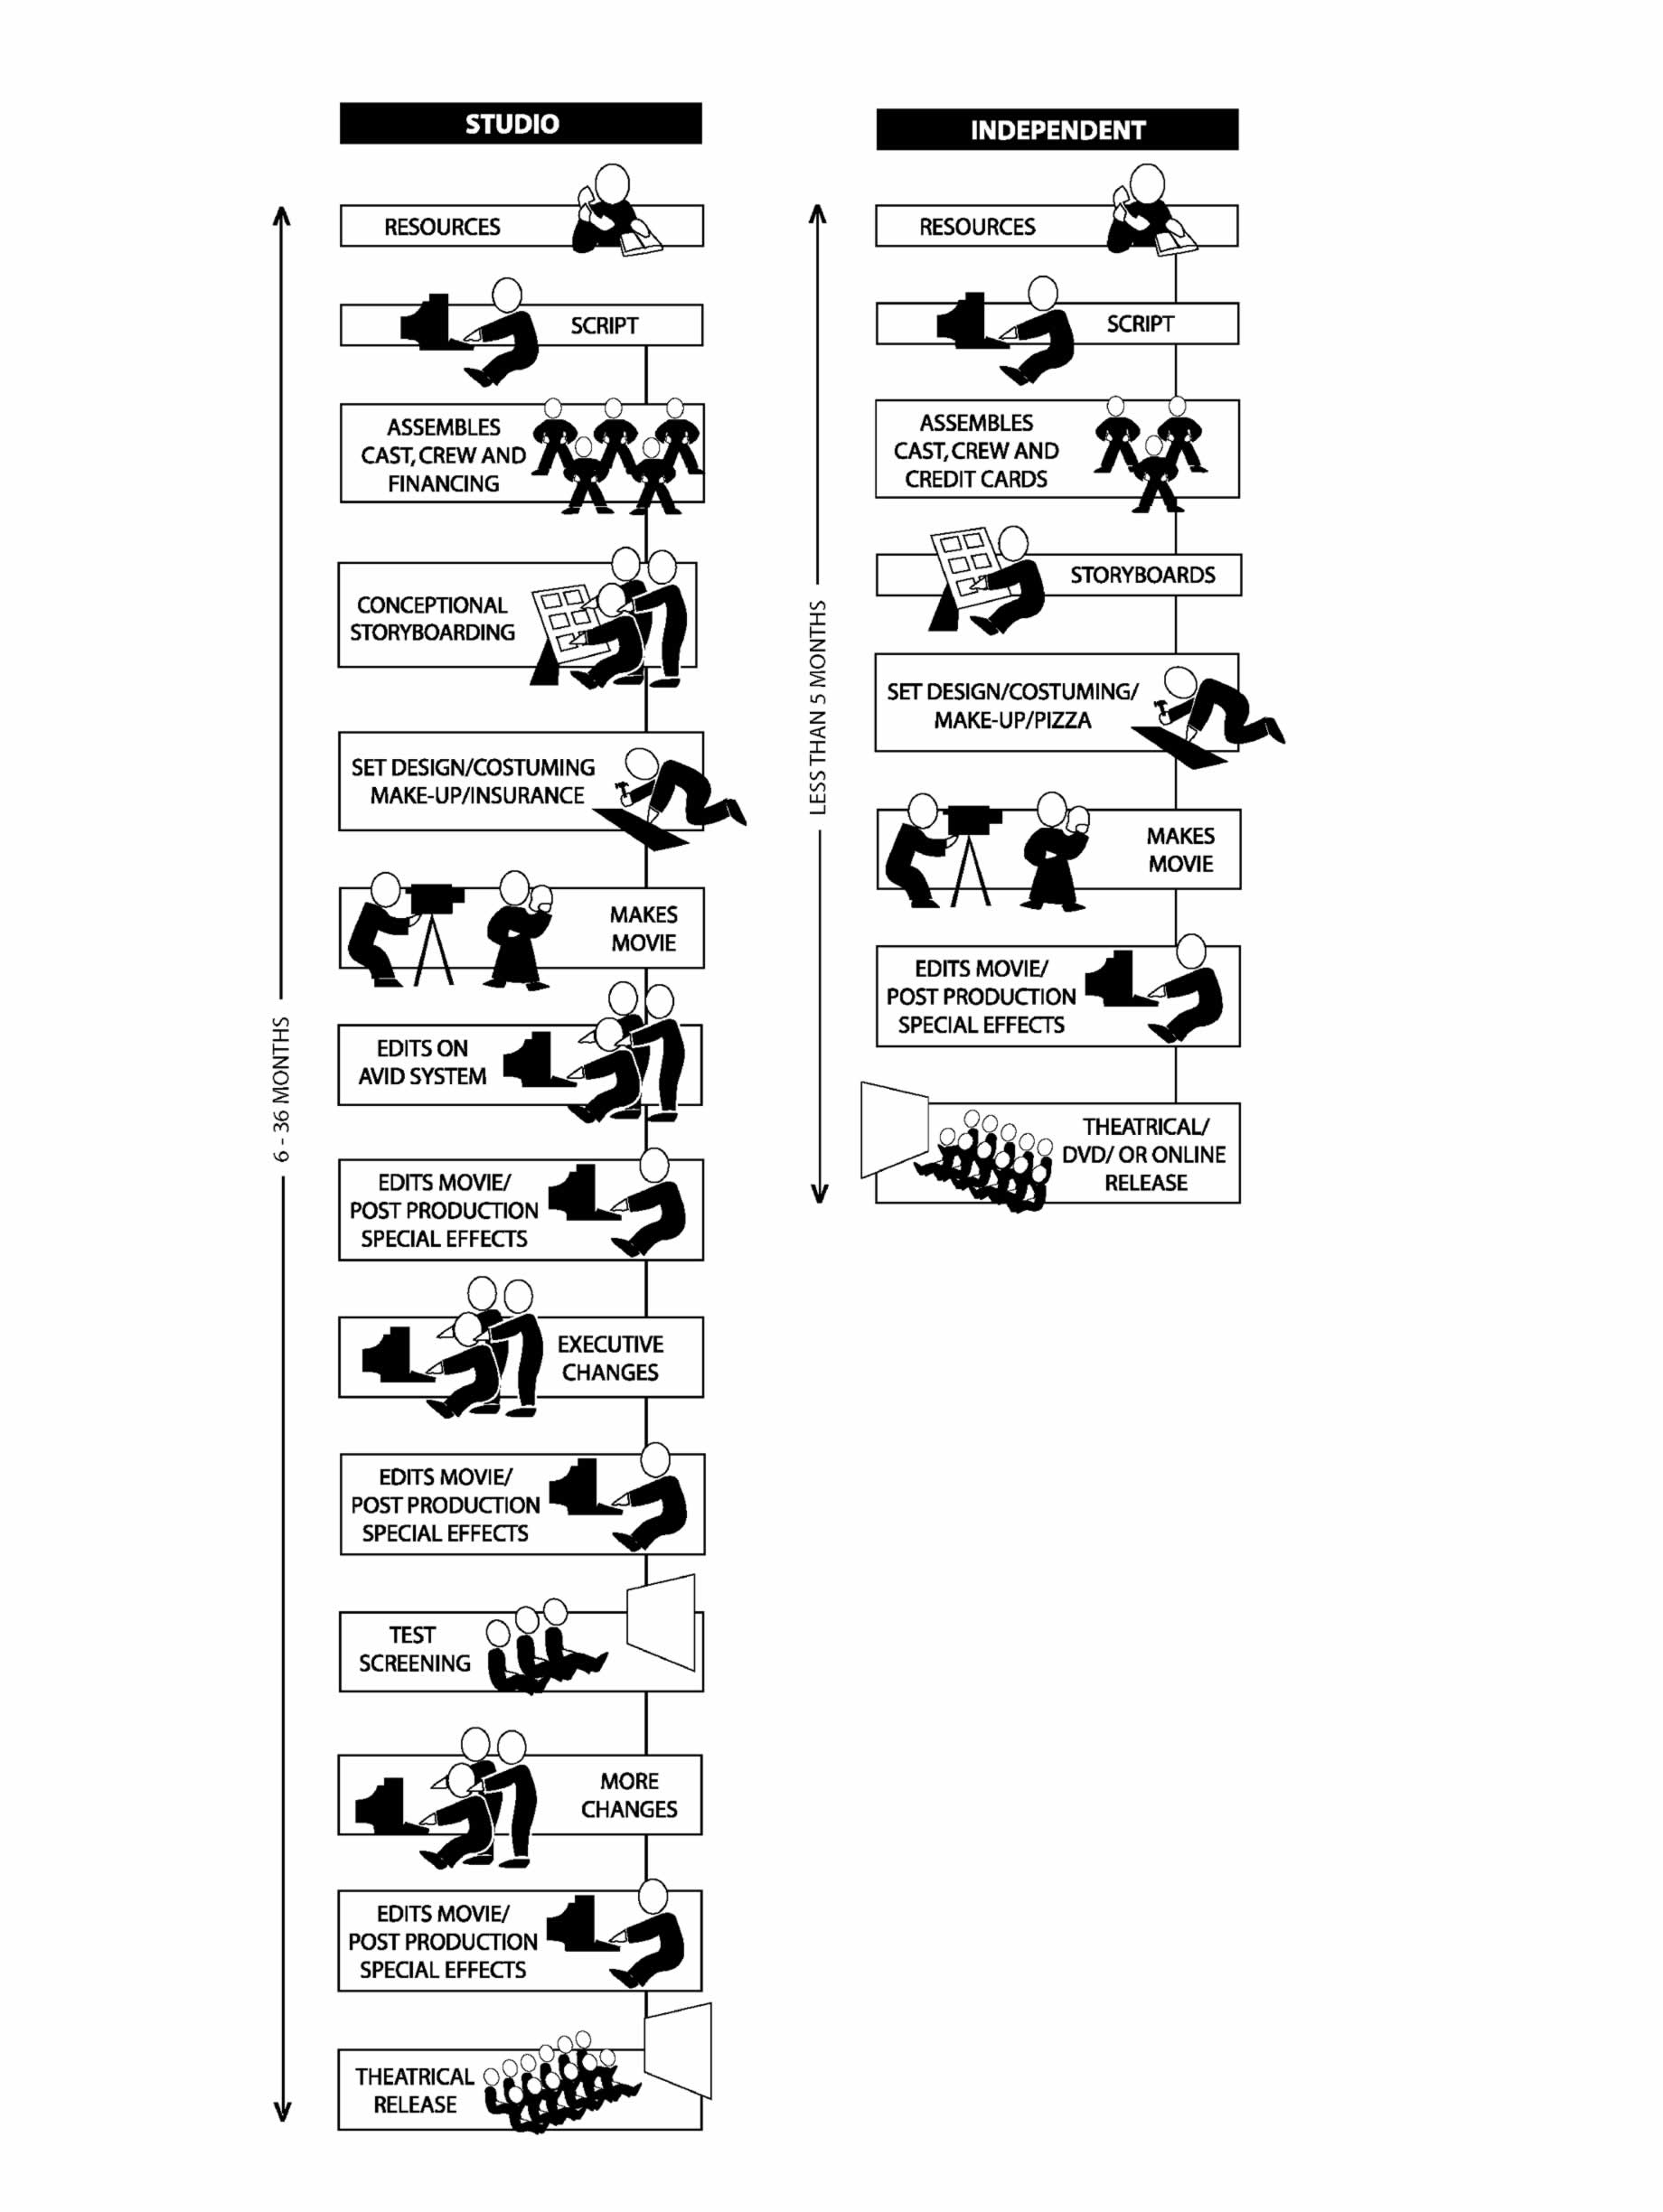 STUDIO
RESOURCES
SCRIPT
ASSEMBLES
CAST, CREW AND
FINANCING
CONCEPTIONAL
STORYBOARDING
SET DESIGN/COSTUMING
MAKE-UP/INSURANCE
MAKES
MOVIE
EDITS ON
AVID SYSTEM
EDITS MOVIE/
POST PRODUCTION
SPECIAL EFFECTS
EXECUTIVE
CHANGES
EDITS MOVIE/
POST PRODUCTION
SPECIAL EFFECTS
TEST
SCREENING
MORE
CHANGES
EDITS MOVIE/
POST PRODUCTION
SPECIAL EFFECTS
THEATRICAL
RELEASE
6 - 36 MONTHS
INDEPENDENT
RESOURCES
SCRIPT
ASSEMBLES
CAST, CREW AND
CREDIT CARDS
STORYBOARDS
SET DESIGN/COSTUMING/
MAKE-UP/PIZZA
MAKES
MOVIE
EDITS MOVIE/
POST PRODUCTION
SPECIAL EFFECTS
THEATRICAL/
DVD/ OR ONLINE
RELEASE
LESS THAN 5 MONTHS